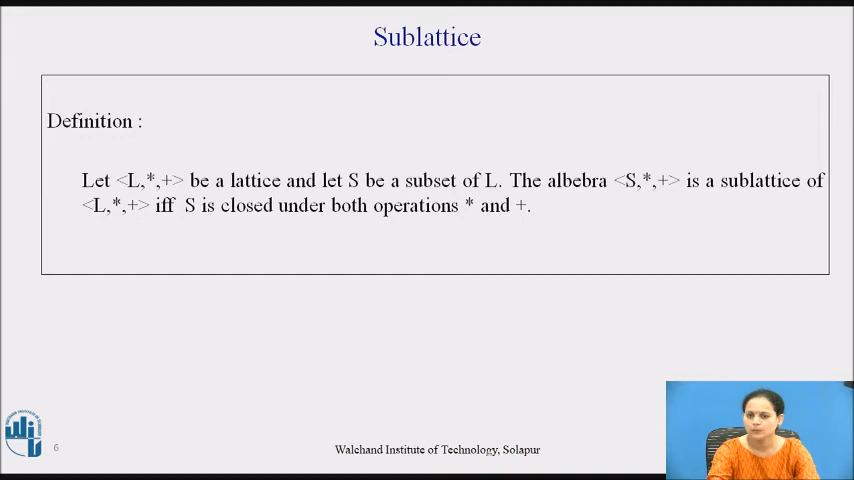 Sublattice
Definition :
Let <L,*,+> be a lattice and let S be a subset of L. The albebra <S,*,+> is a sublattice of
<L,*,+> iff S is closed under both operations * and +.
6
Walchand Institute of Technology, Solapur